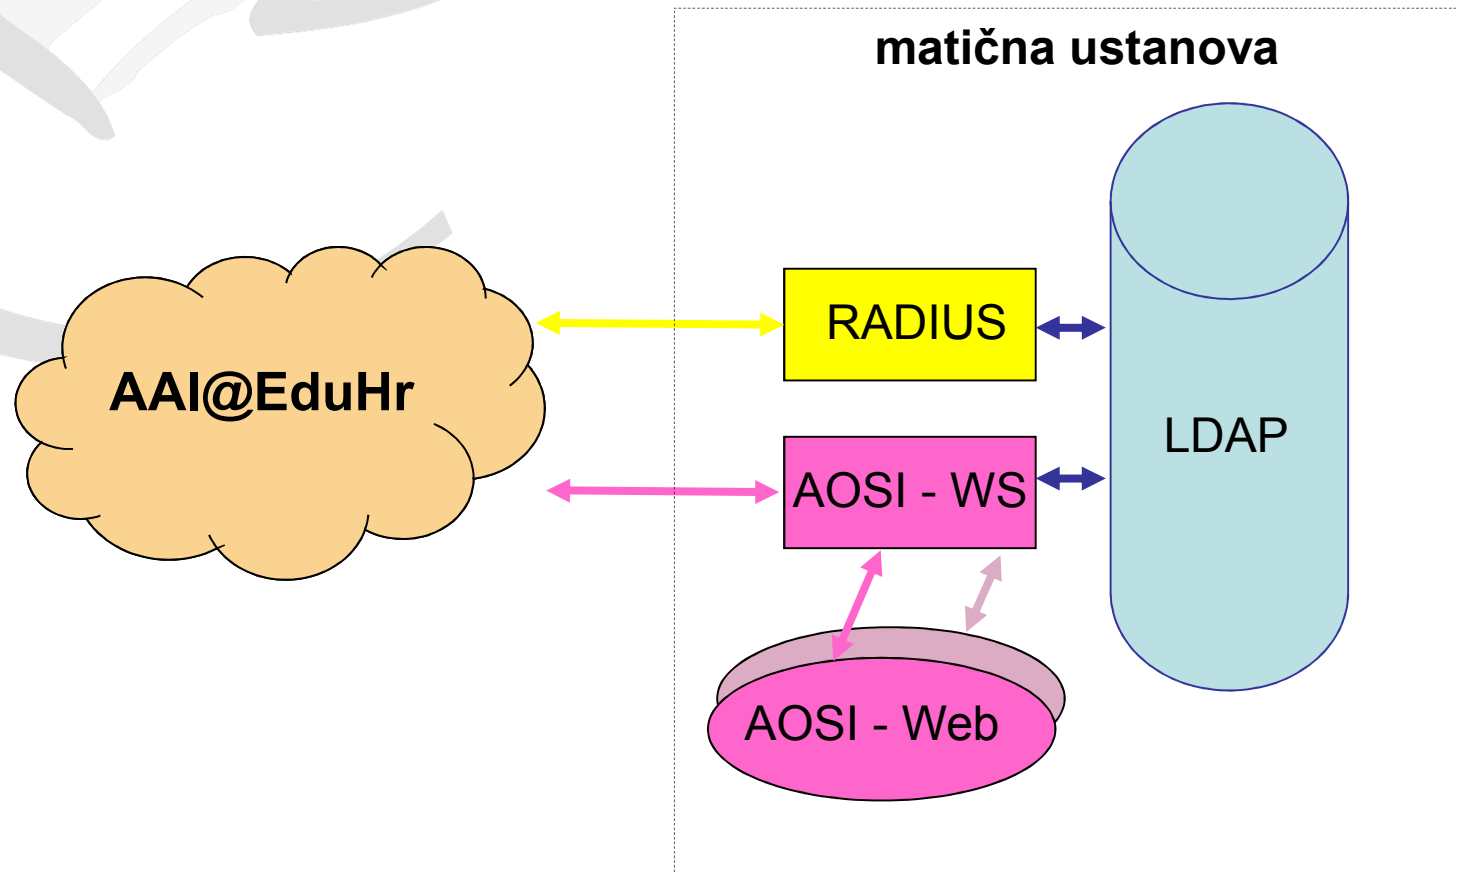 matična ustanova
RADIUS
AAI@EduHr
LDAP
AOSI - WS
AOSI - Web